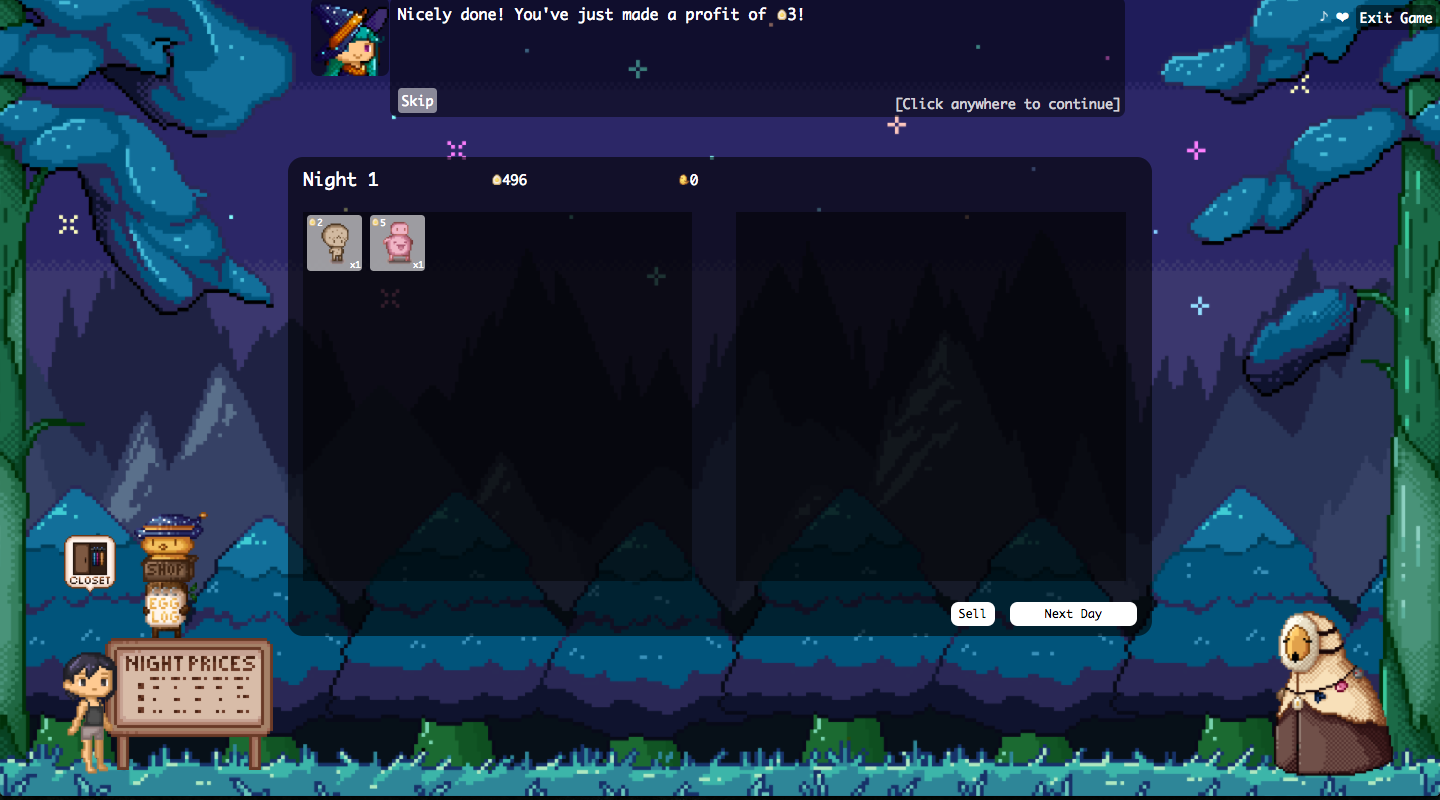 Nicely done! You've just made a profit of 3!
♪ ❤ Exit Game
Skip
[Click anywhere to continue]
Night 1
496
0
2
x1
5
x1
CLOSET
SHOP
EGG
LOG
Sell
Next Day
NIGHT PRICES